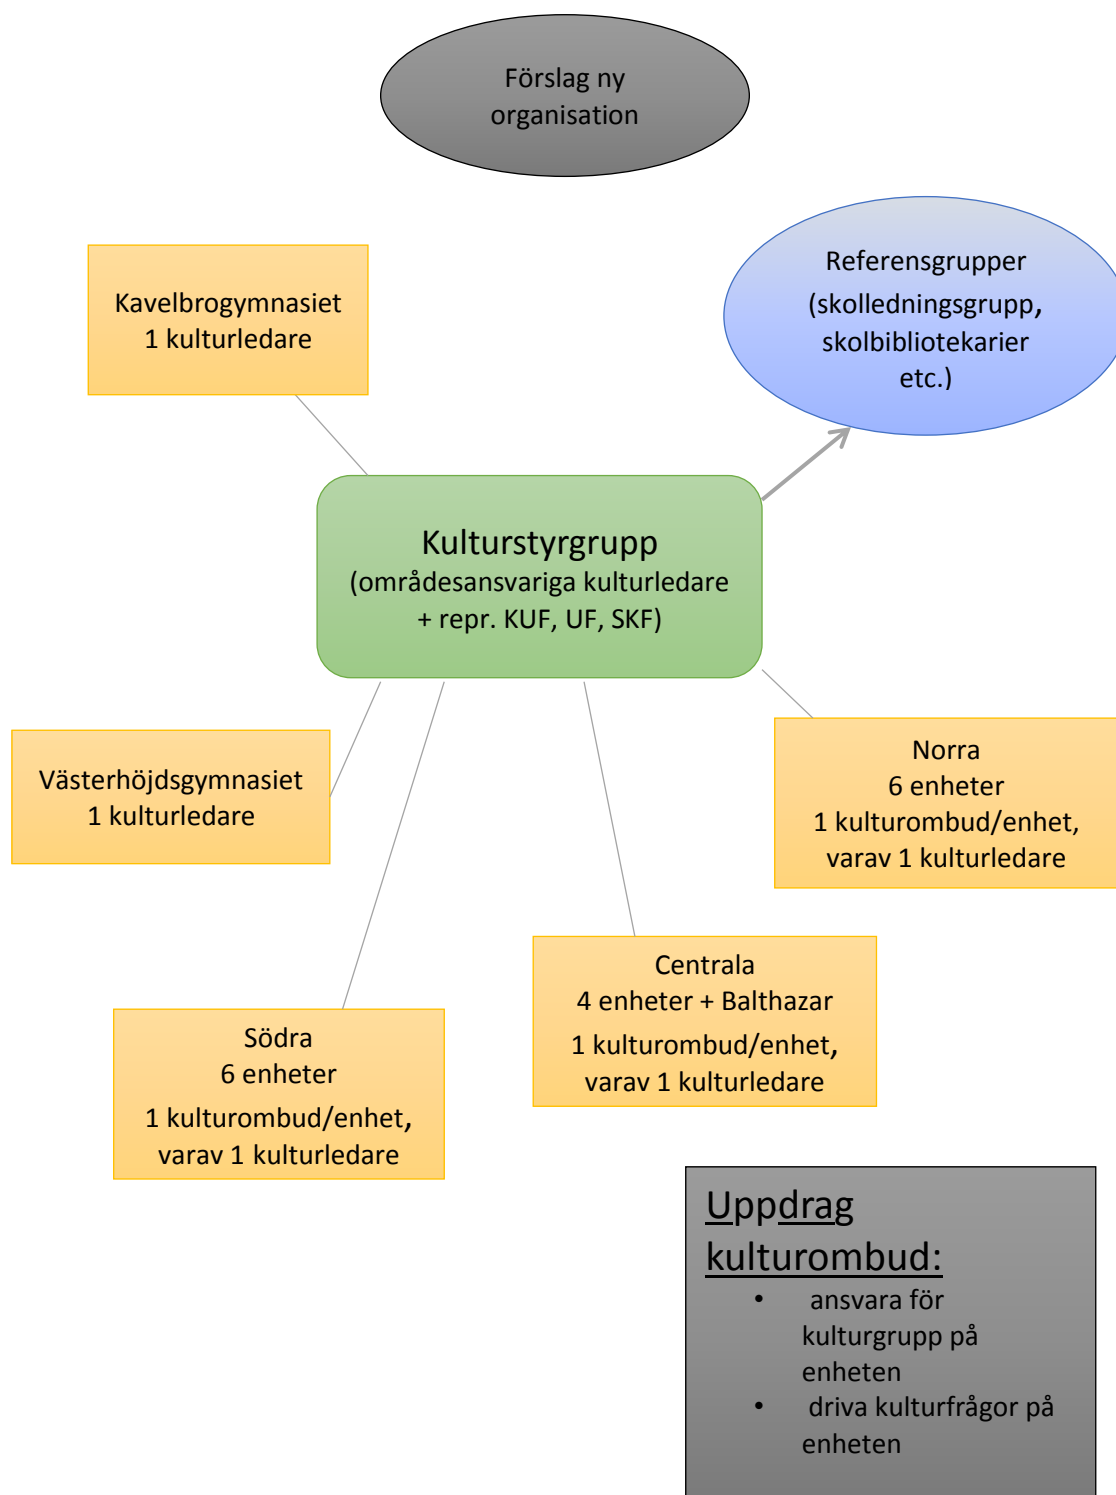 Förslag ny
organisation
Referensgrupper
(skolledningsgrupp,
skolbibliotekarier
etc.)
Kavelbrogymnasiet
1 kulturledare
Kulturstyrgrupp
(områdesansvariga kulturledare
+ repr. KUF, UF, SKF)
Västerhöjdsgymnasiet
1 kulturledare
Norra
6 enheter
1 kulturombud/enhet,
varav 1 kulturledare
Centrala
4 enheter + Balthazar
1 kulturombud/enhet,
varav 1 kulturledare
Södra
6 enheter
1 kulturombud/enhet,
varav 1 kulturledare
Uppdrag
kulturombud:
• ansvara för
kulturgrupp på
enheten
• driva kulturfrågor på
enheten